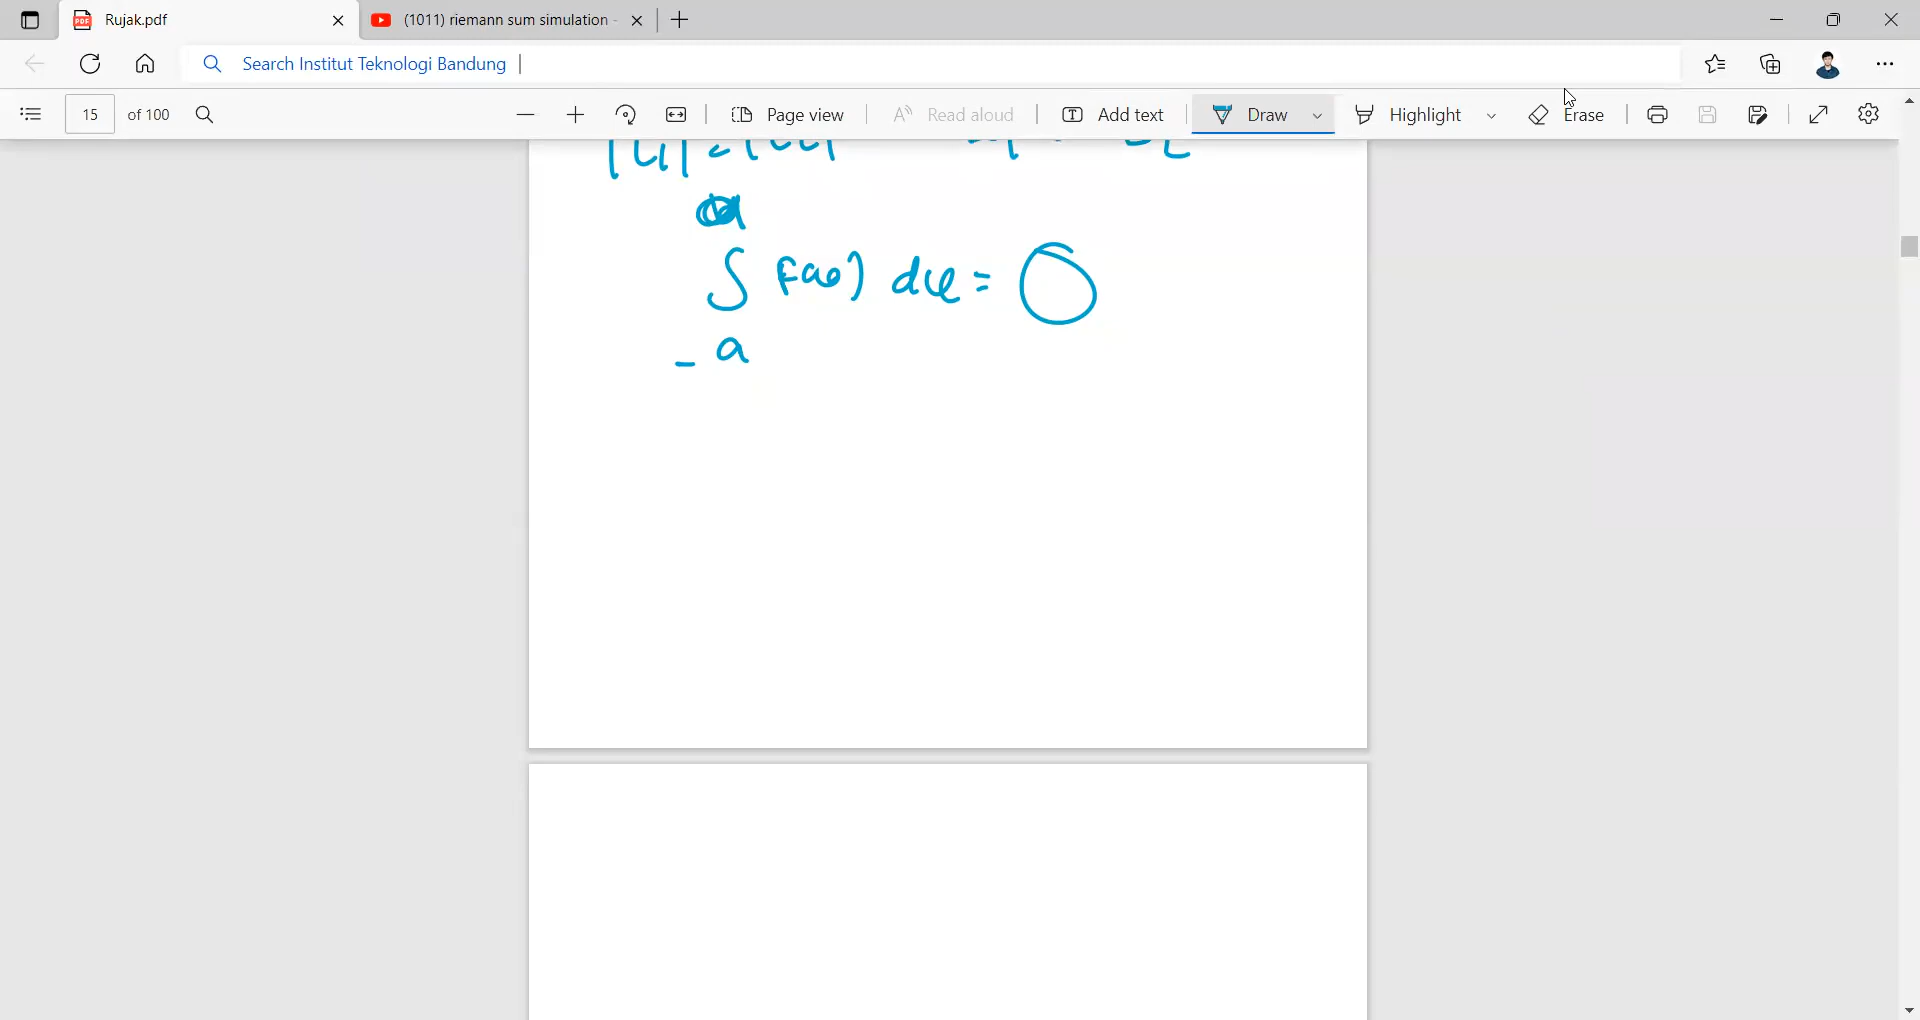 Rujak.pdf
(1011) riemann sum simulation -
Search Institut Teknologi Bandung
15 of 100
Page view
Read aloud
Add text
Draw
Highlight
Erase
a
∫ f(x) dx = 0
- a